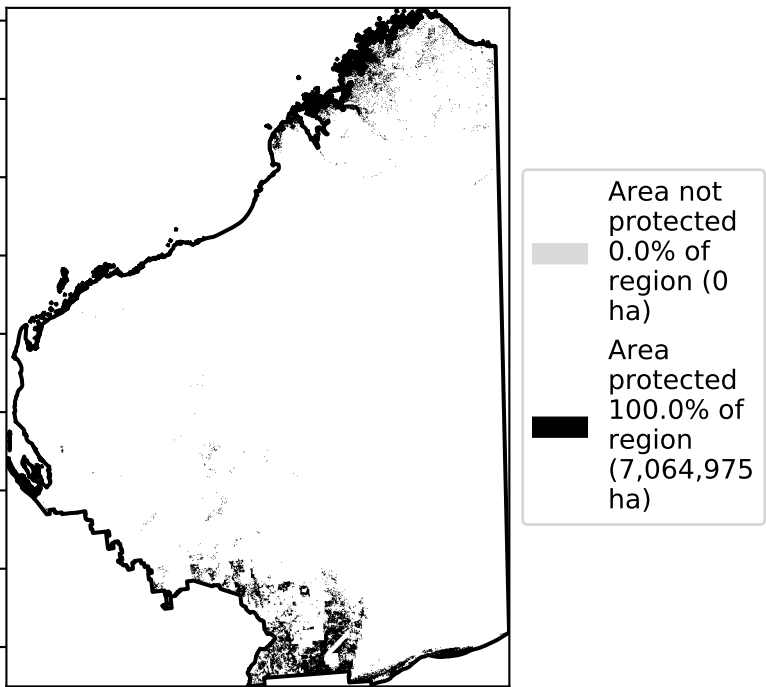 Area not
protected
0.0% of
region (0
ha)
Area
protected
100.0% of
region
(7,064,975
ha)